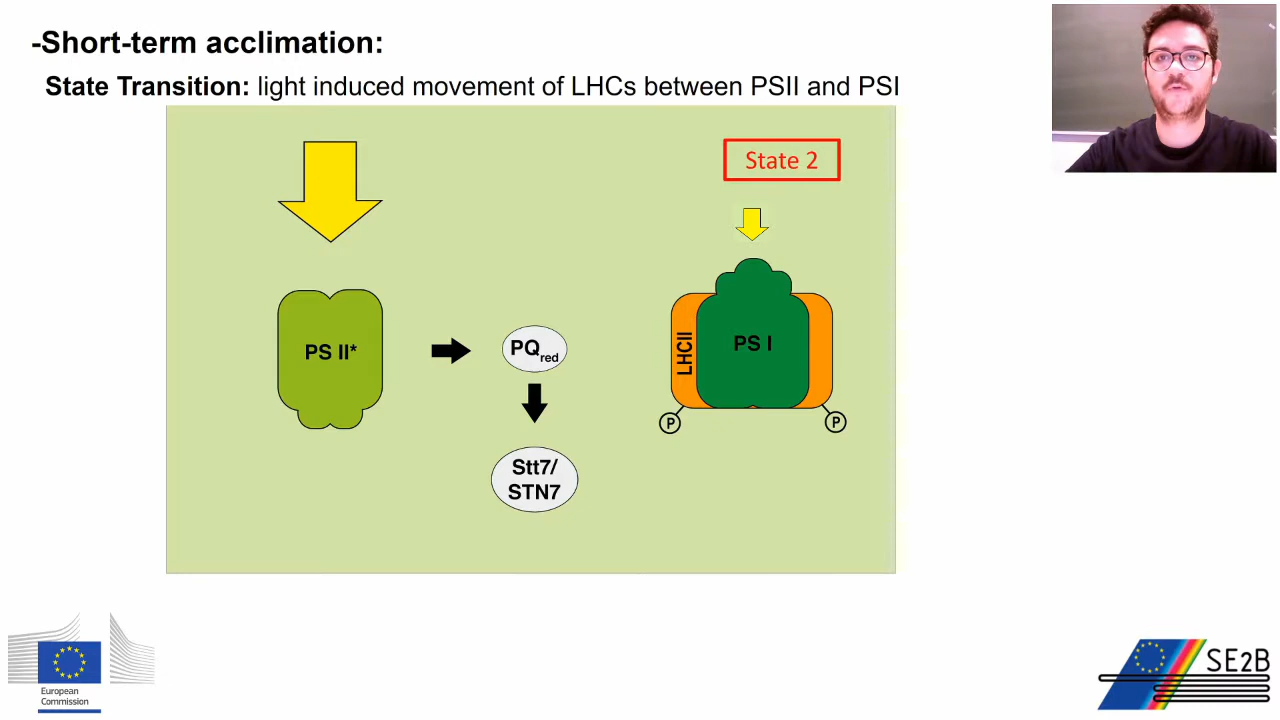 -Short-term acclimation:
State Transition: light induced movement of LHCs between PSII and PSI
State 2
PS II*
PQred
Stt7/
STN7
LHCII
PS I
P
P
European
Commission
SE2B